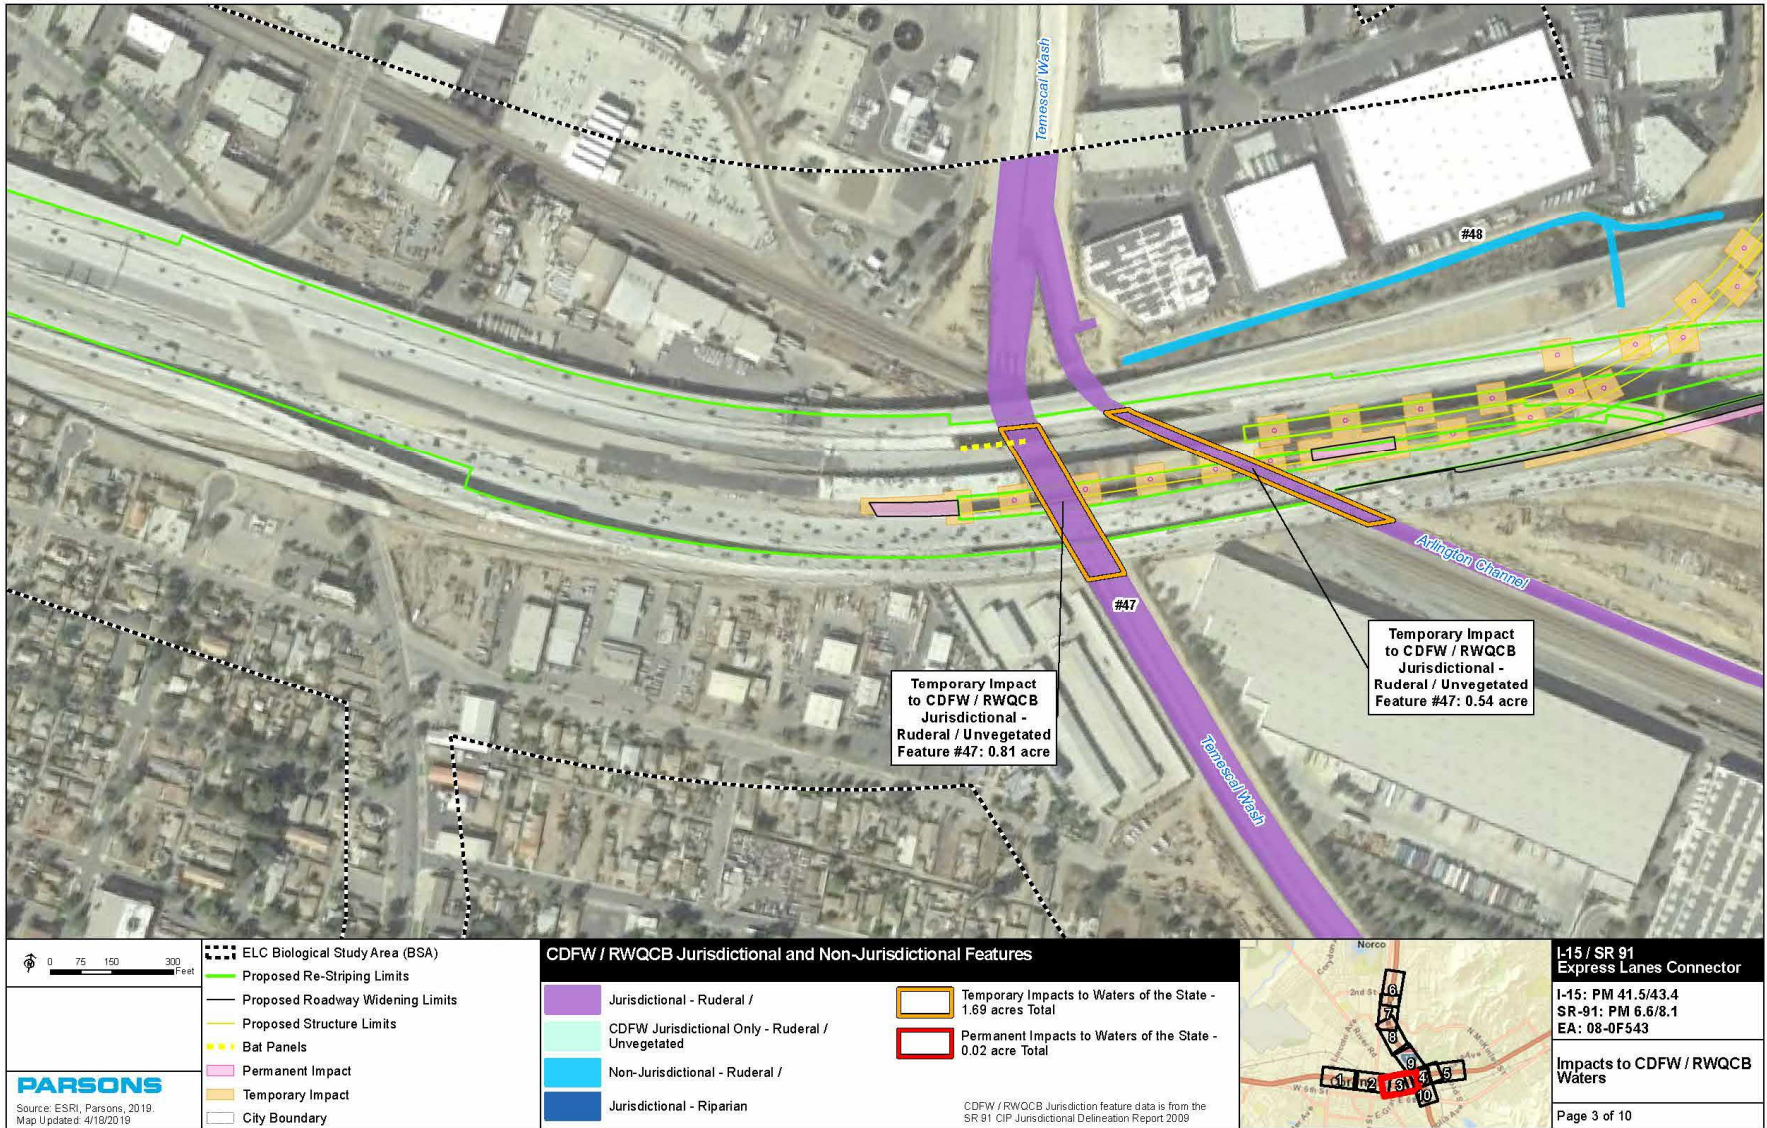 Temescal Wash
#48
Arlington Channel
#47
Temporary Impact
to CDFW / RWQCB
Jurisdictional -
Ruderal / Unvegetated
Feature #47: 0.54 acre
Temporary Impact
to CDFW / RWQCB
Jurisdictional -
Ruderal / Unvegetated
Feature #47: 0.81 acre
Temescal Wash
0 75 150 300
Feet
PARSONS
Source: ESRI, Parsons, 2019.
Map Updated: 4/18/2019
ELC Biological Study Area (BSA)
Proposed Re-Striping Limits
Proposed Roadway Widening Limits
Proposed Structure Limits
Bat Panels
Permanent Impact
Temporary Impact
City Boundary
CDFW / RWQCB Jurisdictional and Non-Jurisdictional Features
Jurisdictional - Ruderal /
CDFW Jurisdictional Only - Ruderal /
Unvegetated
Non-Jurisdictional - Ruderal /
Jurisdictional - Riparian
Temporary Impacts to Waters of the State -
1.69 acres Total
Permanent Impacts to Waters of the State -
0.02 acre Total
CDFW / RWQCB Jurisdiction feature data is from the
SR 91 CIP Jurisdictional Delineation Report 2009
Norco
2nd St
River Rd
W 6th St
6
7
8
9
1
2
3
4
5
10
I-15 / SR 91
Express Lanes Connector
I-15: PM 41.5/43.4
SR-91: PM 6.6/8.1
EA: 08-0F543
Impacts to CDFW / RWQCB
Waters
Page 3 of 10